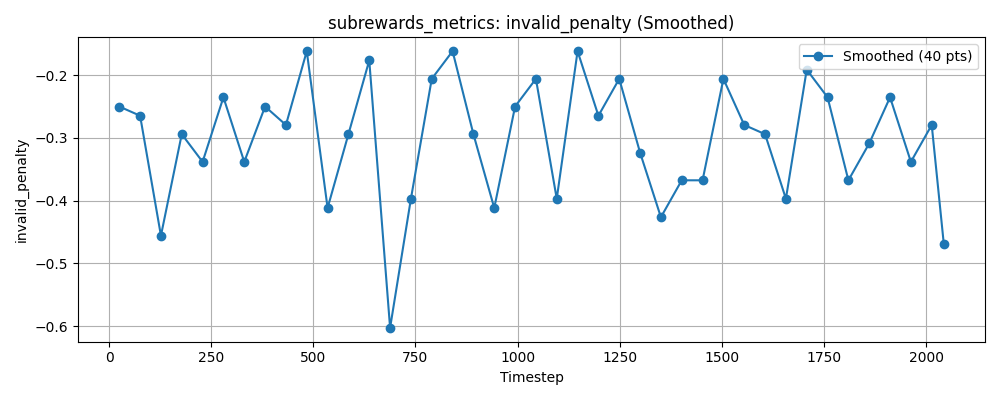 subrewards_metrics: invalid_penalty (Smoothed)
Smoothed (40 pts)
invalid_penalty
−0.2
−0.3
−0.4
−0.5
−0.6
0 250 500 750 1000 1250 1500 1750 2000
Timestep